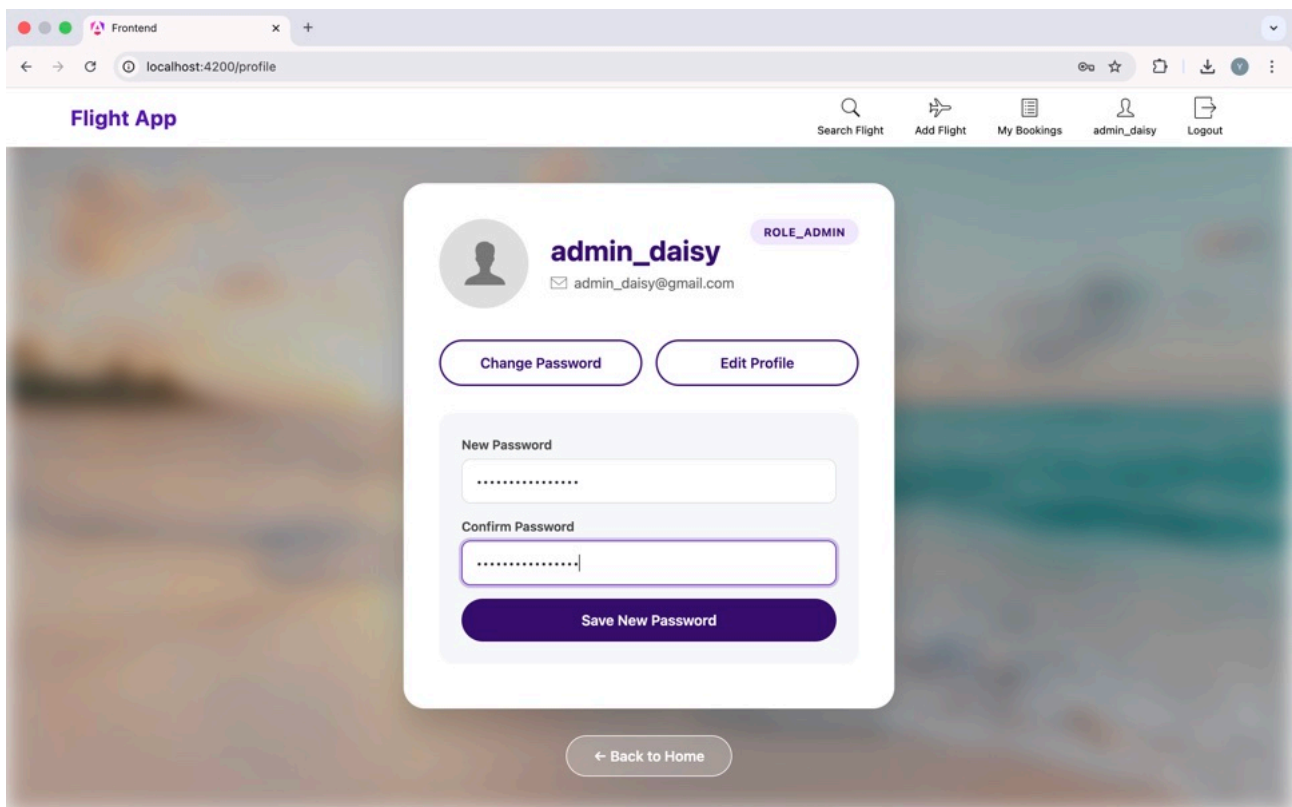 Frontend
localhost:4200/profile
Y
Flight App
Search Flight
Add Flight
My Bookings
admin_daisy
Logout
admin_daisy
ROLE_ADMIN
admin_daisy@gmail.com
Change Password
Edit Profile
New Password
••••••••••••••••
Confirm Password
••••••••••••••••
Save New Password
← Back to Home